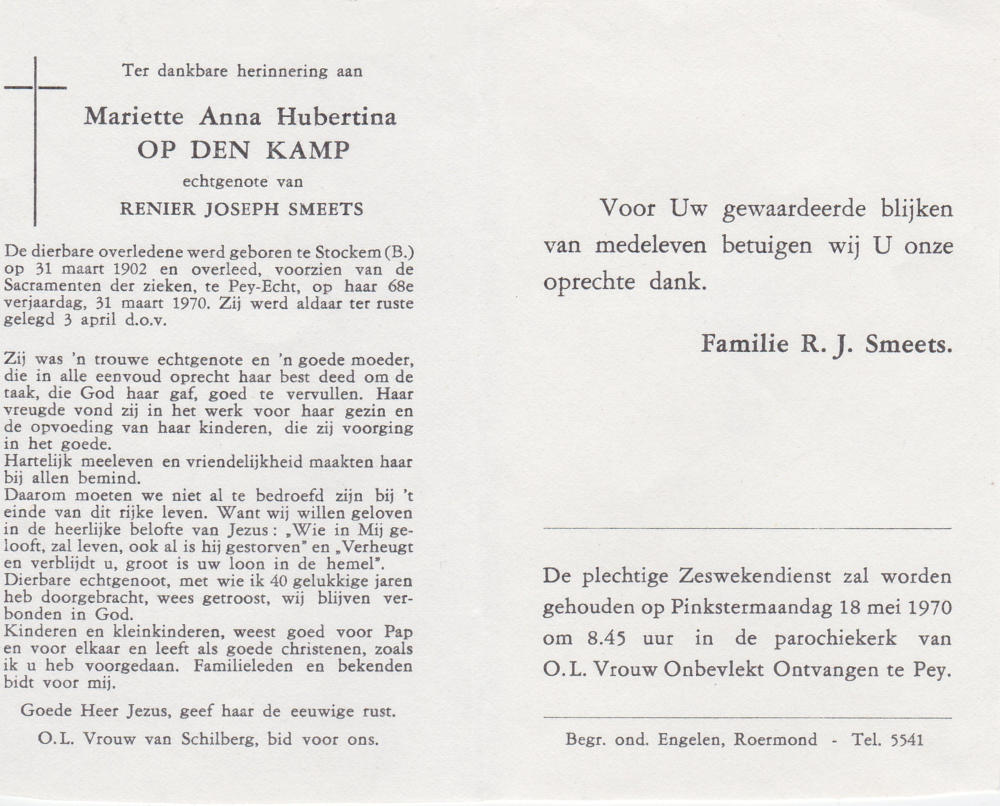 Ter dankbare herinnering aan
Mariette Anna Hubertina
OP DEN KAMP
echtgenote van
RENIER JOSEPH SMEETS
De dierbare overledene werd geboren te Stockem (B.)
op 31 maart 1902 en overleed, voorzien van de
Sacramenten der zieken, te Pey-Echt, op haar 68e
verjaardag, 31 maart 1970. Zij werd aldaar ter ruste
gelegd 3 april d.o.v.
Zij was 'n trouwe echtgenote en 'n goede moeder,
die in alle eenvoud oprecht haar best deed om de
taak, die God haar gaf, goed te vervullen. Haar
vreugde vond zij in het werk voor haar gezin en
de opvoeding van haar kinderen, die zij voorging
in het goede.
Hartelijk meeleven en vriendelijkheid maakten haar
bij allen bemind.
Daarom moeten we niet al te bedroefd zijn bij 't
einde van dit rijke leven. Want wij willen geloven
in de heerlijke belofte van Jezus: „Wie in Mij ge-
looft, zal leven, ook al is hij gestorven" en „Verheugt
en verblijdt u, groot is uw loon in de hemel".
Dierbare echtgenoot, met wie ik 40 gelukkige jaren
heb doorgebracht, wees getroost, wij blijven ver-
bonden in God.
Kinderen en kleinkinderen, weest goed voor Pap
en voor elkaar en leeft als goede christenen, zoals
ik u heb voorgedaan. Familieleden en bekenden
bidt voor mij.
Goede Heer Jezus, geef haar de eeuwige rust.
O.L. Vrouw van Schilberg, bid voor ons.
Voor Uw gewaardeerde blijken
van medeleven betuigen wij U onze
oprechte dank.
Familie R. J. Smeets.
De plechtige Zeswekendienst zal worden
gehouden op Pinkstermaandag 18 mei 1970
om 8.45 uur in de parochiekerk van
O.L. Vrouw Onbevlekt Ontvangen te Pey.
Begr. ond. Engelen, Roermond - Tel. 5541